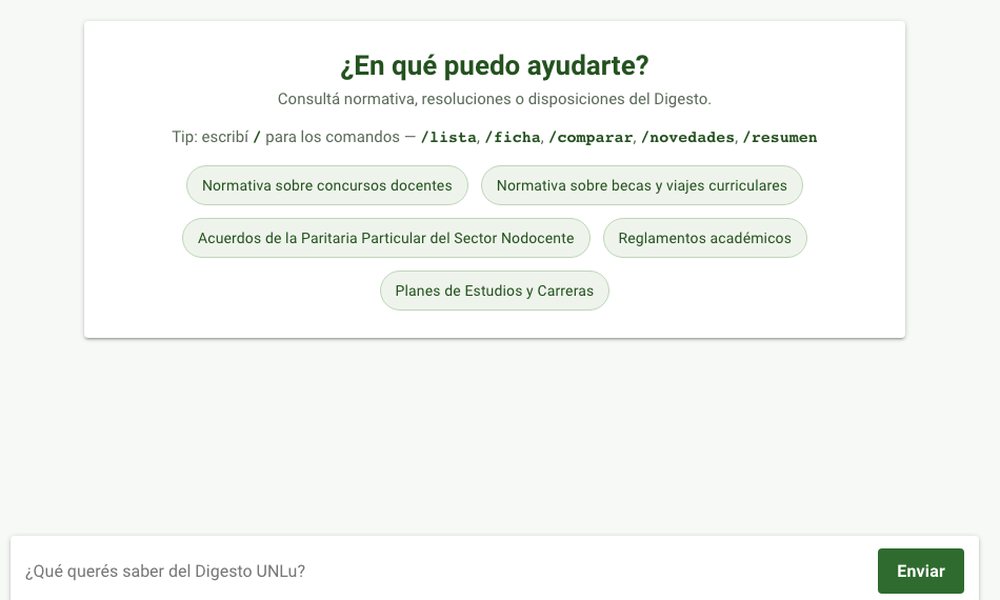 ¿En qué puedo ayudarte?
Consultá normativa, resoluciones o disposiciones del Digesto.
Tip: escribí / para los comandos — /lista, /ficha, /comparar, /novedades, /resumen
Normativa sobre concursos docentes
Normativa sobre becas y viajes curriculares
Acuerdos de la Paritaria Particular del Sector Nodocente
Reglamentos académicos
Planes de Estudios y Carreras
¿Qué querés saber del Digesto UNLu?
Enviar